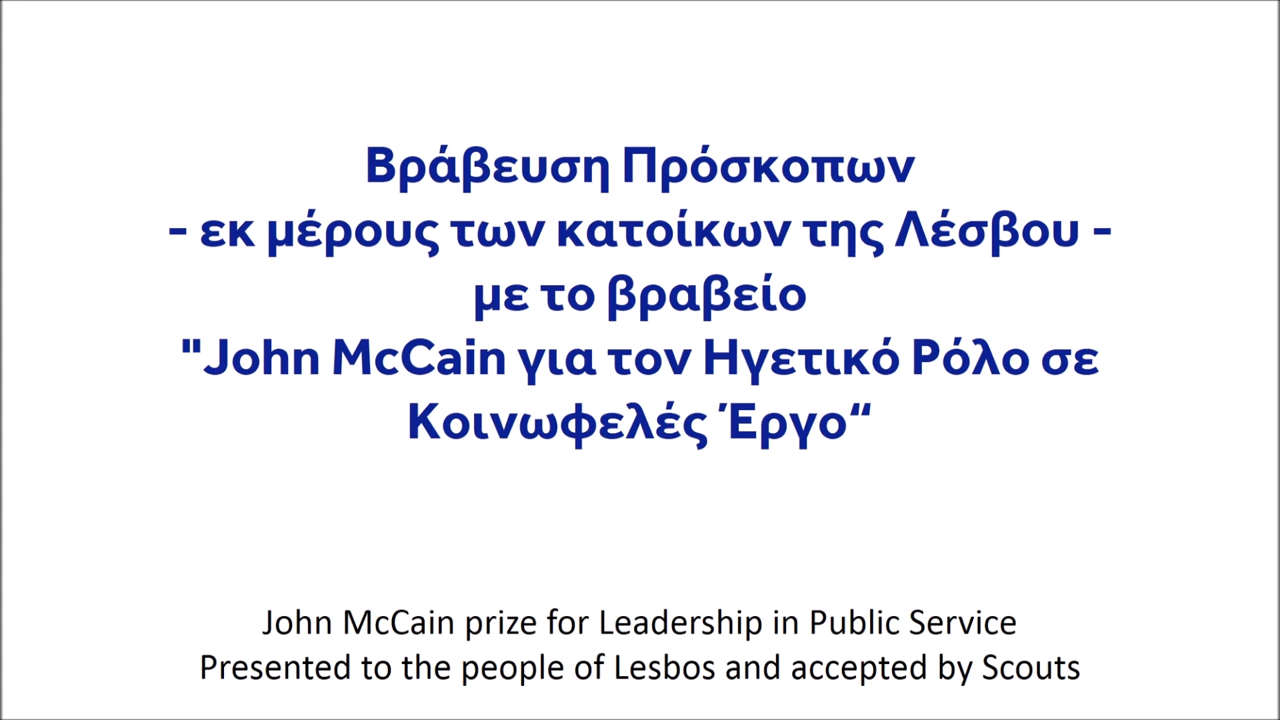 Βράβευση Πρόσκοπων
- εκ μέρους των κατοίκων της Λέσβου -
με το βραβείο
"John McCain για τον Ηγετικό Ρόλο σε
Κοινωφελές Έργο“
John McCain prize for Leadership in Public Service
Presented to the people of Lesbos and accepted by Scouts